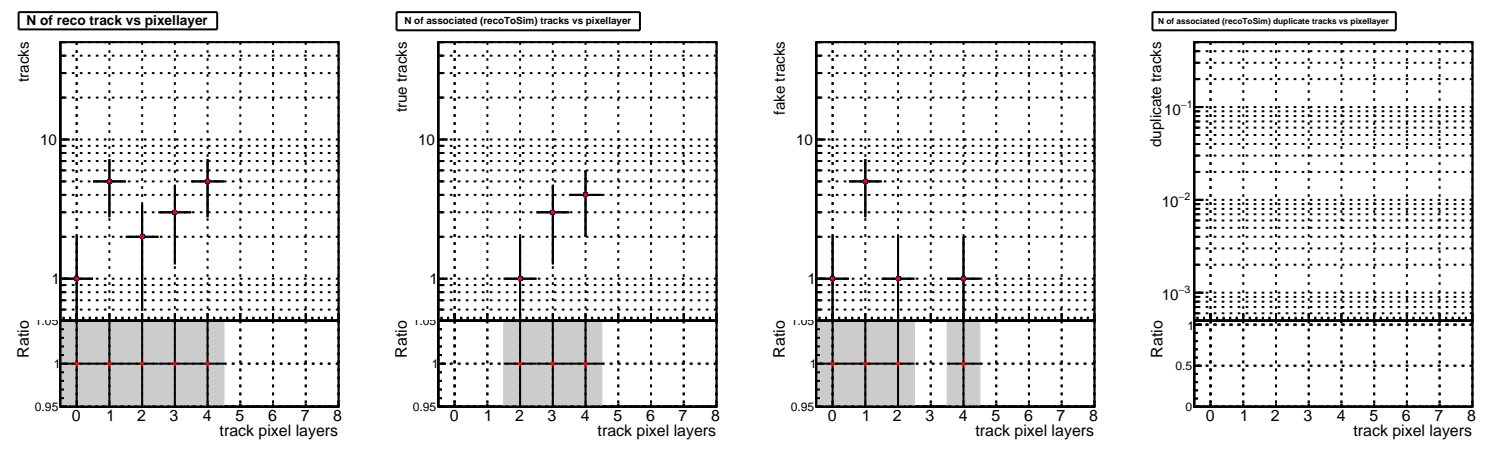 N of reco track vs pixellayer
tracks
10
1
Ratio
1.05
1
0.95
0 1 2 3 4 5 6 7 8
track pixel layers
N of associated (recoToSim) tracks vs pixellayer
true tracks
10
1
Ratio
1.05
1
0.95
0 1 2 3 4 5 6 7 8
track pixel layers
fake tracks
10
1
Ratio
1.05
1
0.95
0 1 2 3 4 5 6 7 8
track pixel layers
N of associated (recoToSim) duplicate tracks vs pixellayer
duplicate tracks
10⁻¹
10⁻²
10⁻³
Ratio
1
0.5
0
0 1 2 3 4 5 6 7 8
track pixel layers